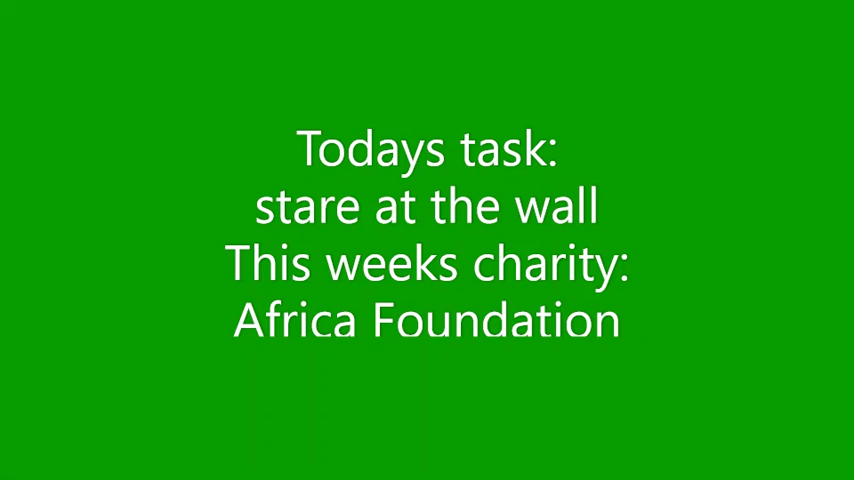 Todays task:
stare at the wall
This weeks charity:
Africa Foundation